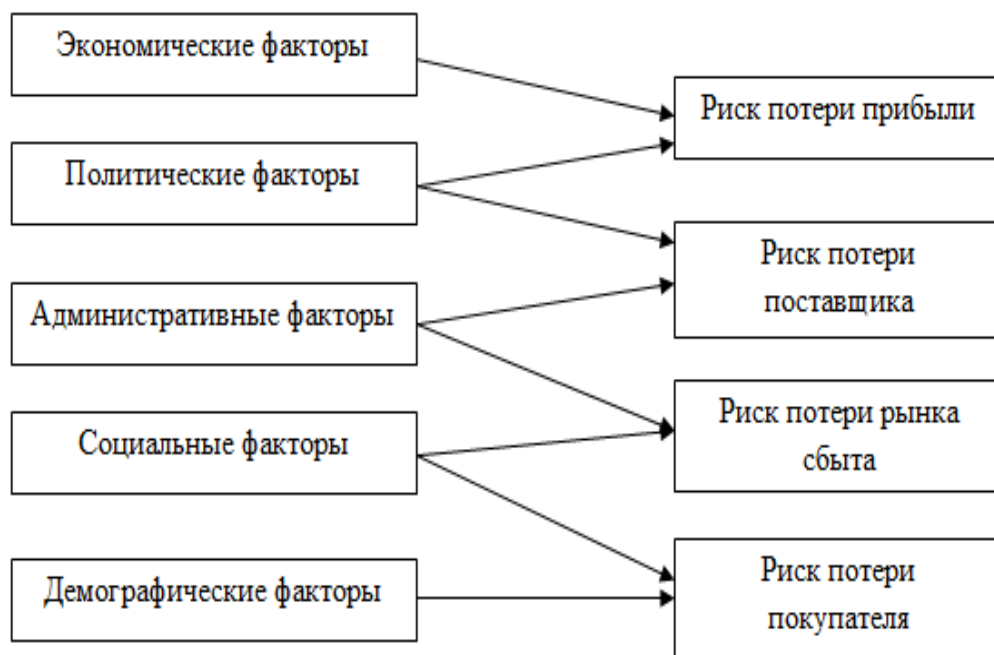 Экономические факторы
Политические факторы
Административные факторы
Социальные факторы
Демографические факторы
Риск потери прибыли
Риск потери
поставщика
Риск потери рынка
сбыта
Риск потери
покупателя